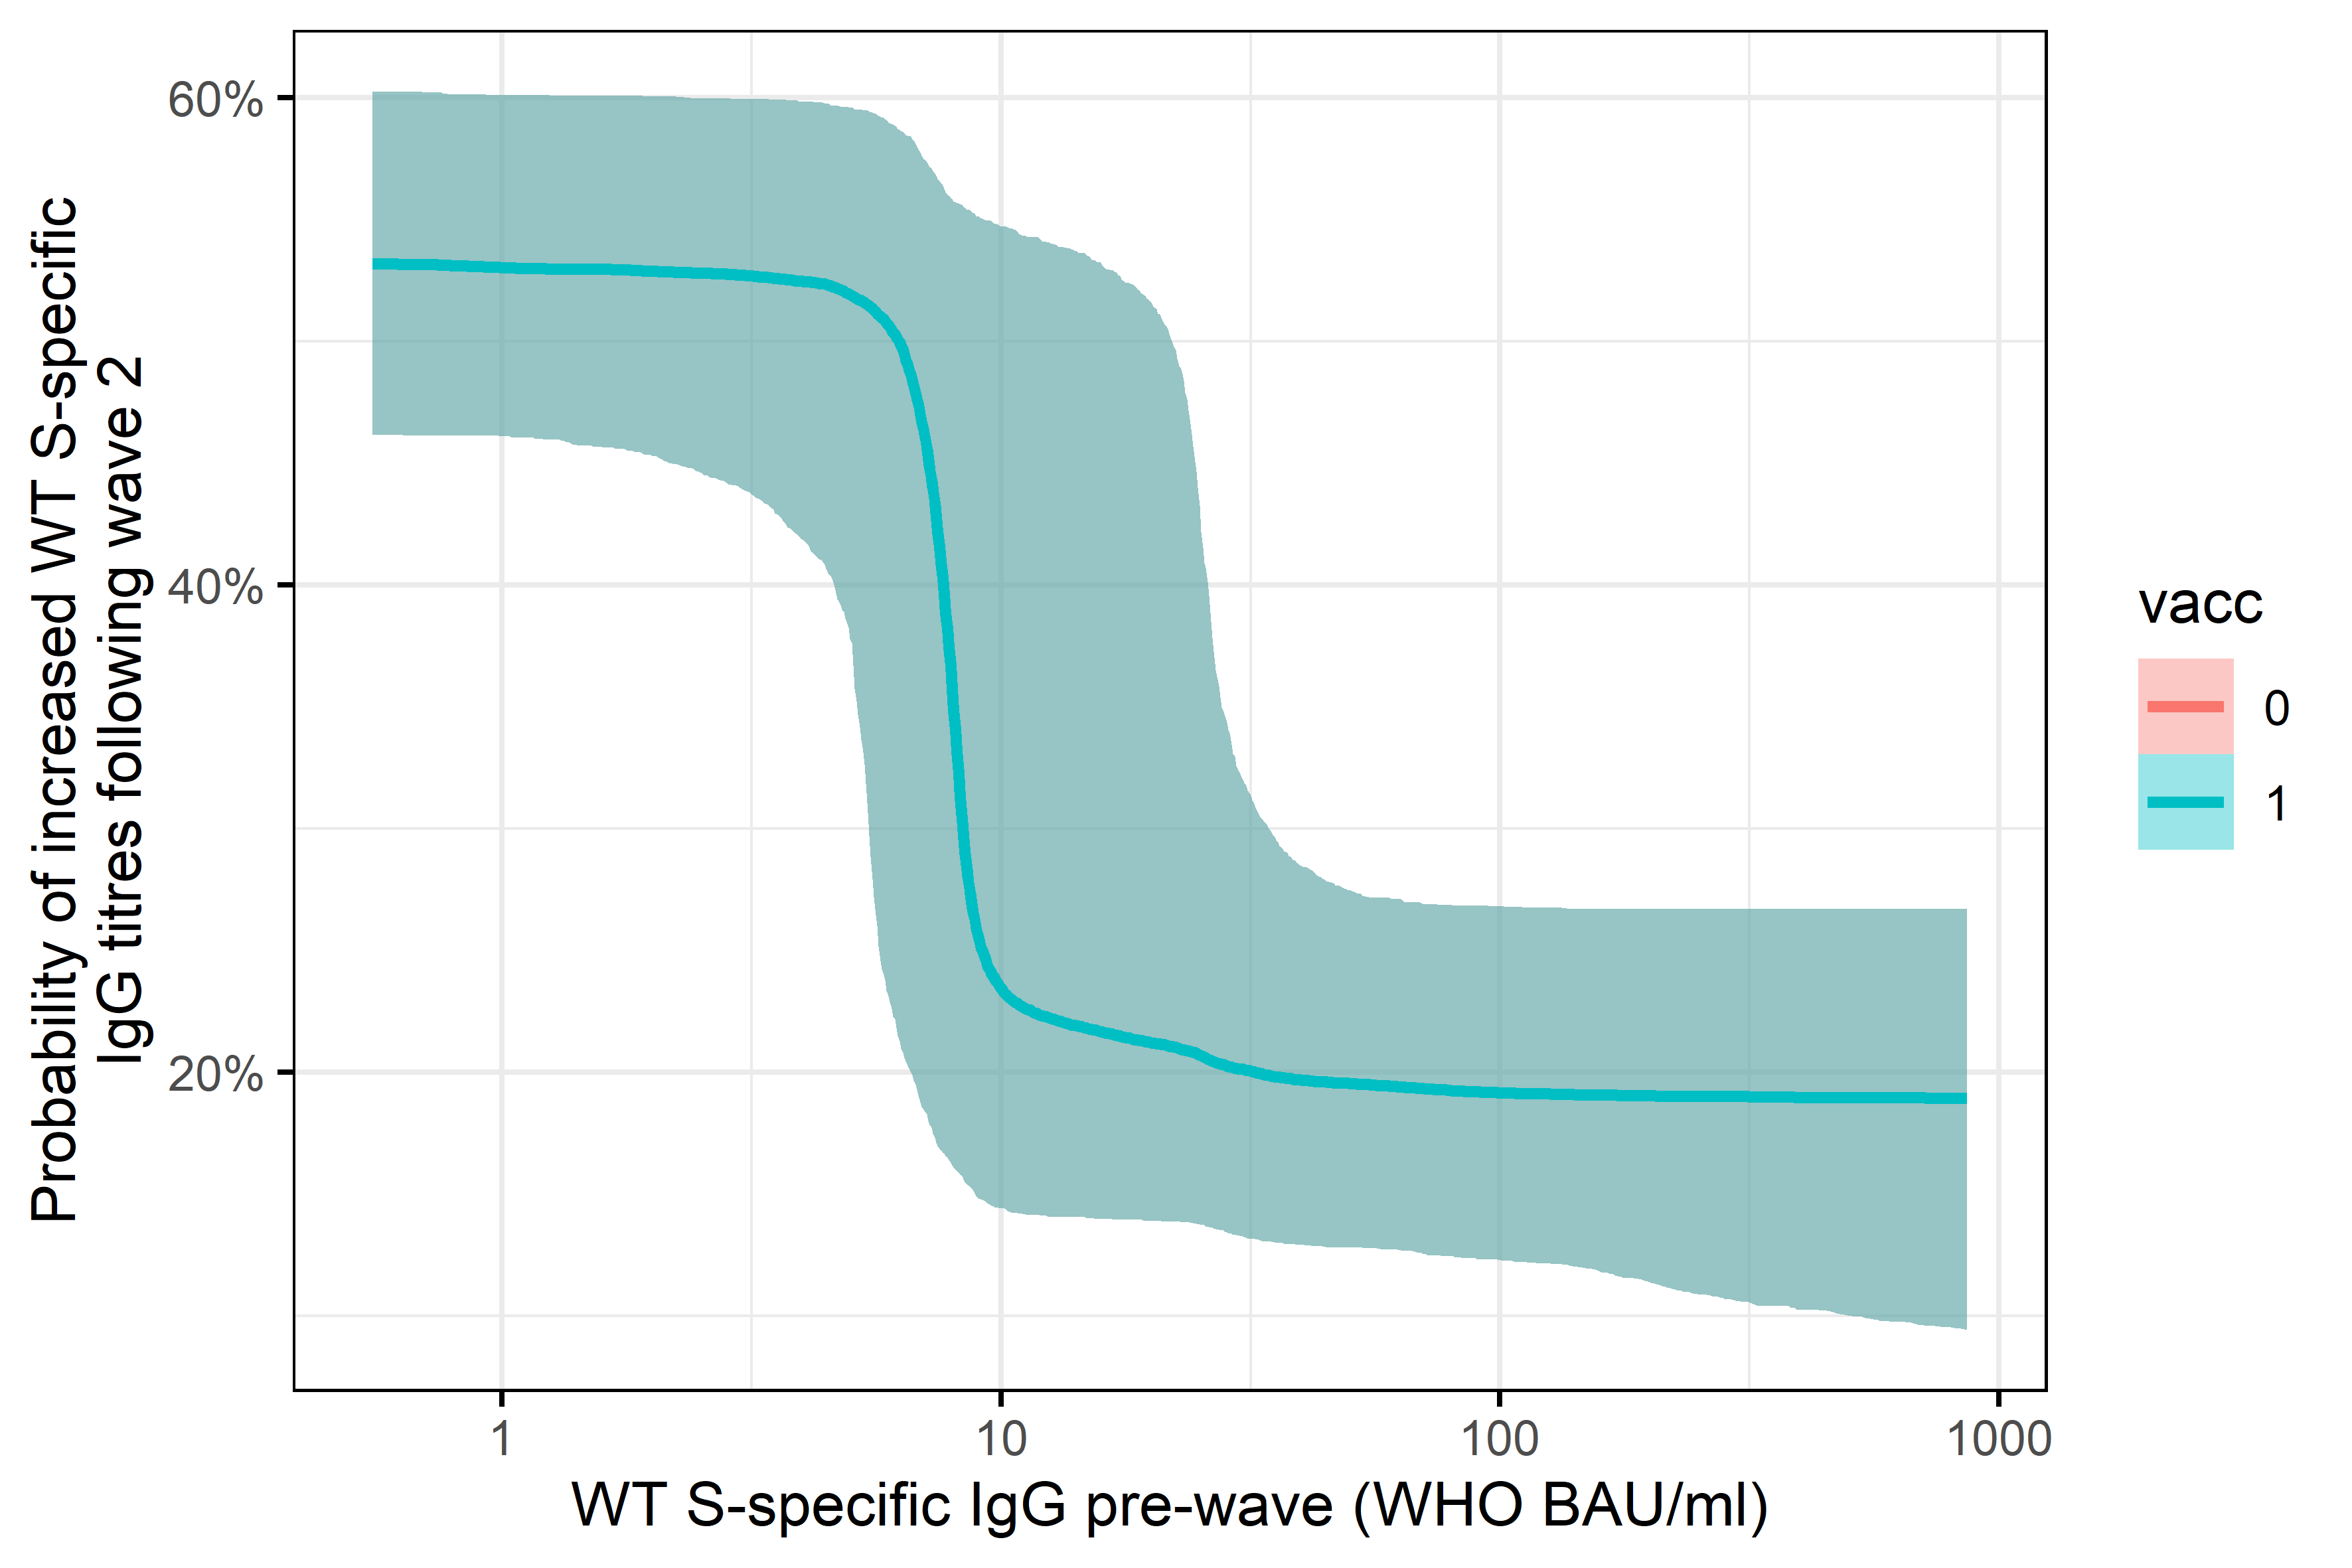 Probability of increased WT S-specific
IgG titres following wave 2
60%
40%
20%
1
10
100
1000
WT S-specific IgG pre-wave (WHO BAU/ml)
vacc
0
1